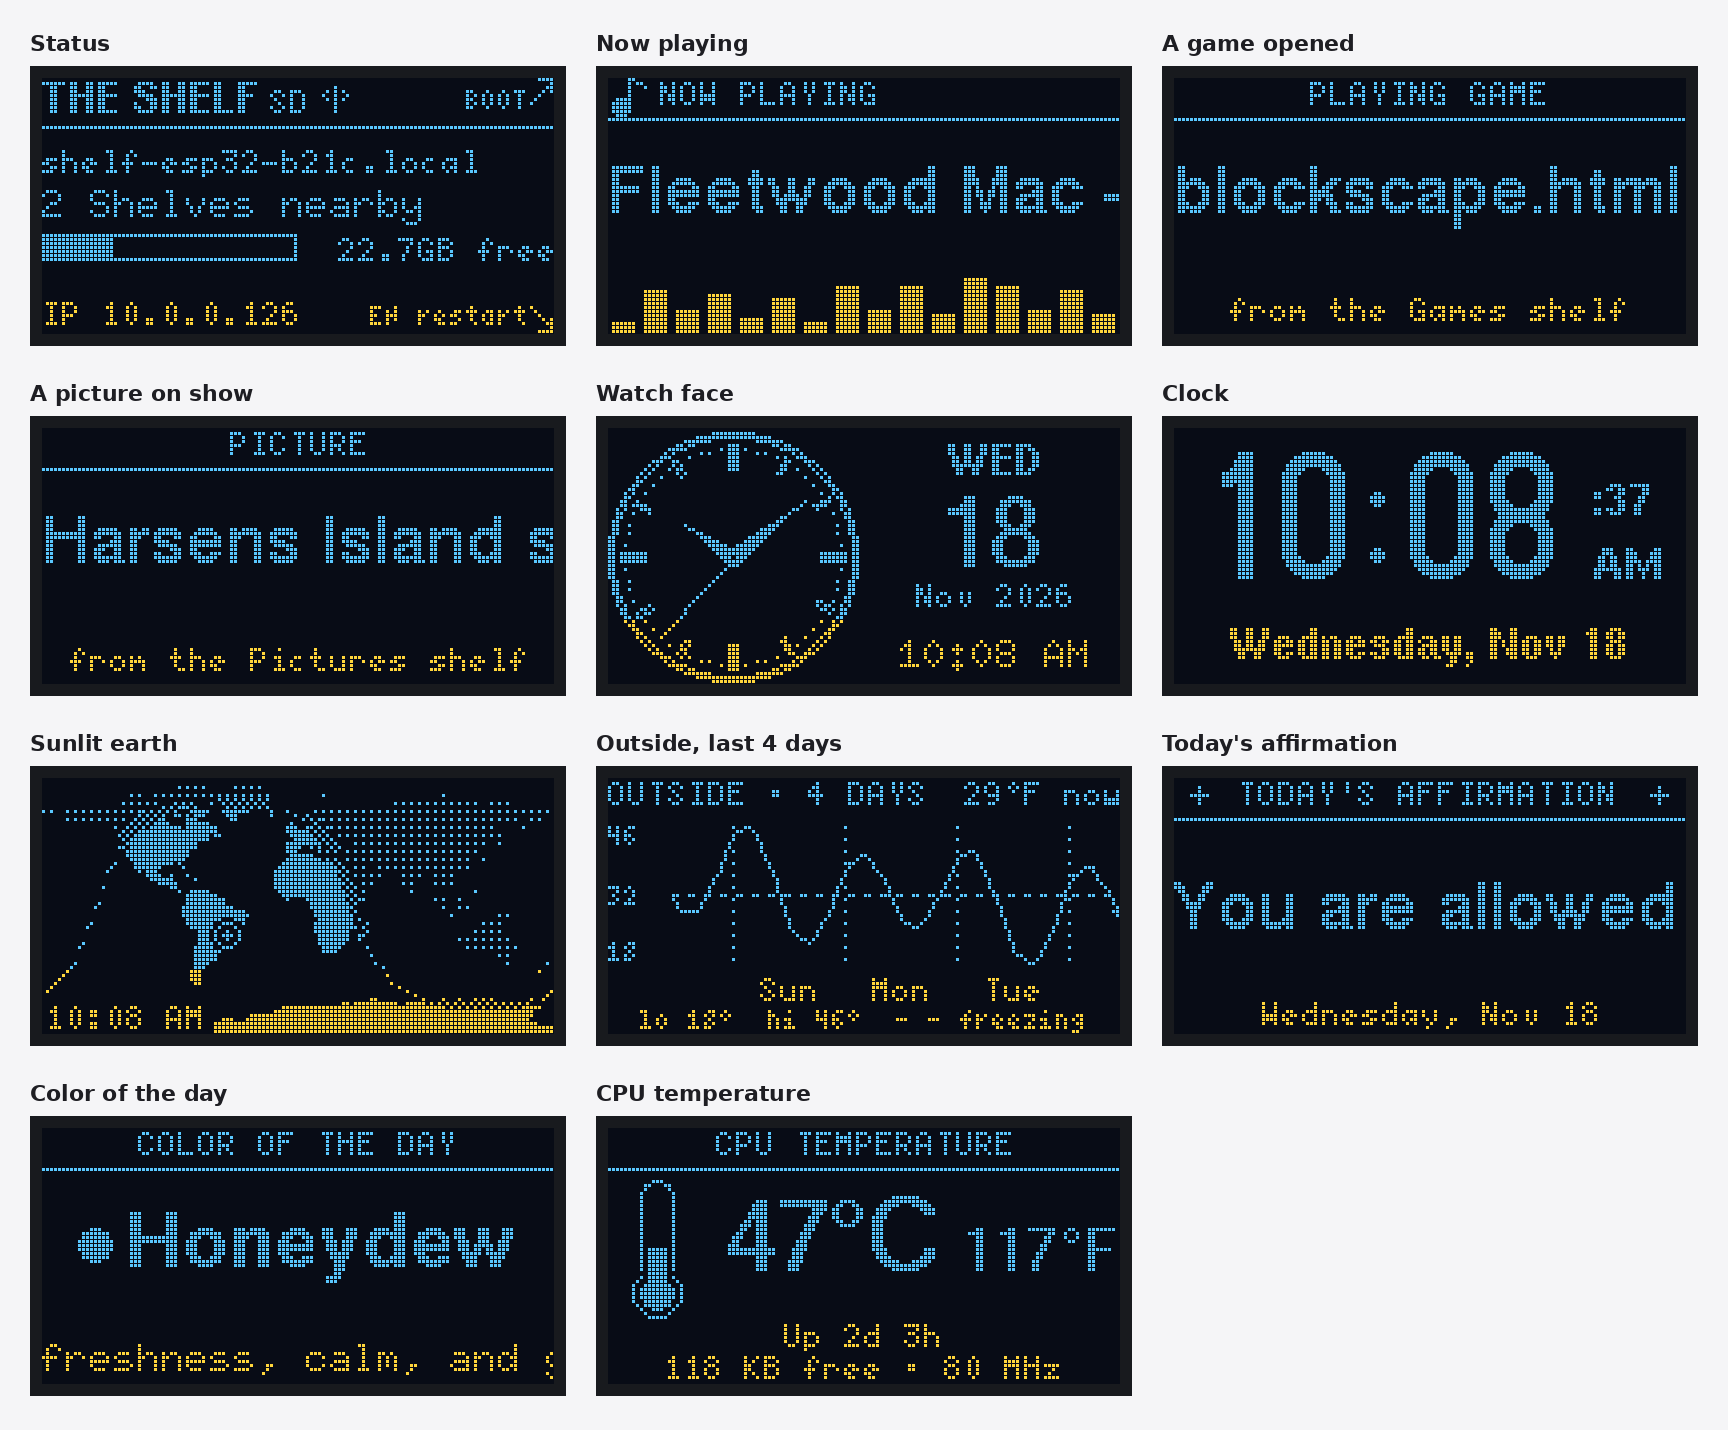 Status
THE SHELF SD BOOT
shelf-esp32-b21c.local
2 Shelves nearby
22.7GB free
IP 10.0.0.126 EN restart
Now playing
NOW PLAYING
Fleetwood Mac -
A game opened
PLAYING GAME
blockscape.html
from the Games shelf
A picture on show
PICTURE
Harsens Island s
from the Pictures shelf
Watch face
WED
18
Nov 2026
10:08 AM
Clock
10:08 :37 AM
Wednesday, Nov 18
Sunlit earth
10:08 AM
Outside, last 4 days
OUTSIDE · 4 DAYS 29°F now
46
32
18
Sun Mon Tue
lo 18° hi 46° - - freezing
Today's affirmation
+ TODAY'S AFFIRMATION +
You are allowed
Wednesday, Nov 18
Color of the day
COLOR OF THE DAY
Honeydew
freshness, calm, and
CPU temperature
CPU TEMPERATURE
47°C 117°F
Up 2d 3h
118 KB free · 80 MHz